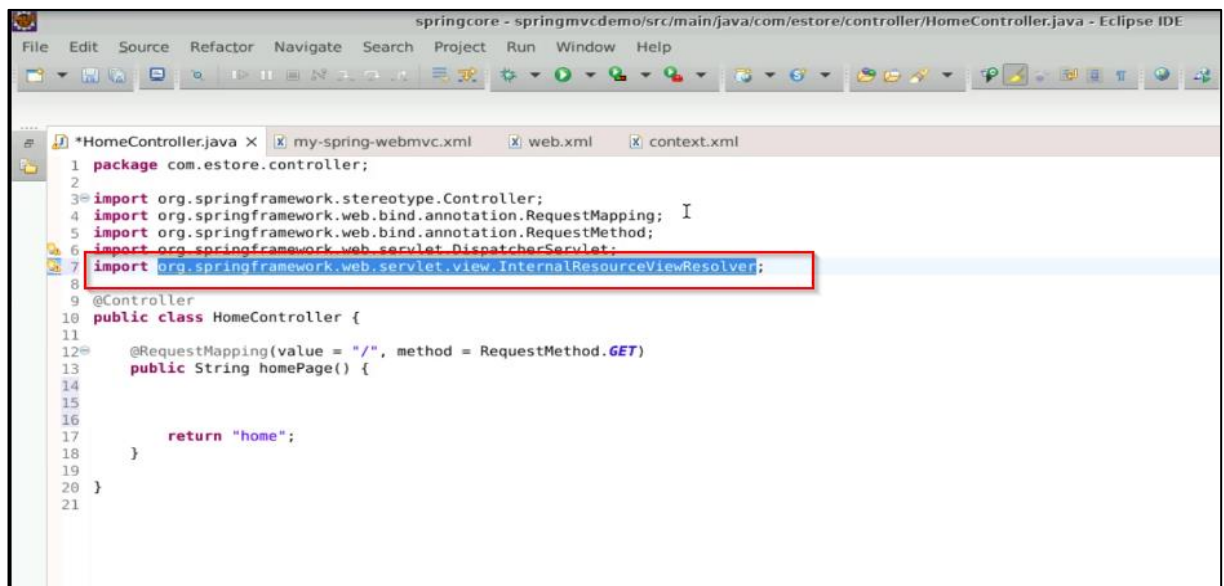 springcore - springmvcdemo/src/main/java/com/estore/controller/HomeController.java - Eclipse IDE
File Edit Source Refactor Navigate Search Project Run Window Help
*HomeController.java my-spring-webmvc.xml web.xml context.xml
1 package com.estore.controller;
2
3 import org.springframework.stereotype.Controller;
4 import org.springframework.web.bind.annotation.RequestMapping;
5 import org.springframework.web.bind.annotation.RequestMethod;
6 import org.springframework.web.servlet.DispatcherServlet;
7 import org.springframework.web.servlet.view.InternalResourceViewResolver;
8
9 @Controller
10 public class HomeController {
11
12 @RequestMapping(value = "/", method = RequestMethod.GET)
13 public String homePage() {
14
15
16
17 return "home";
18 }
19
20 }
21